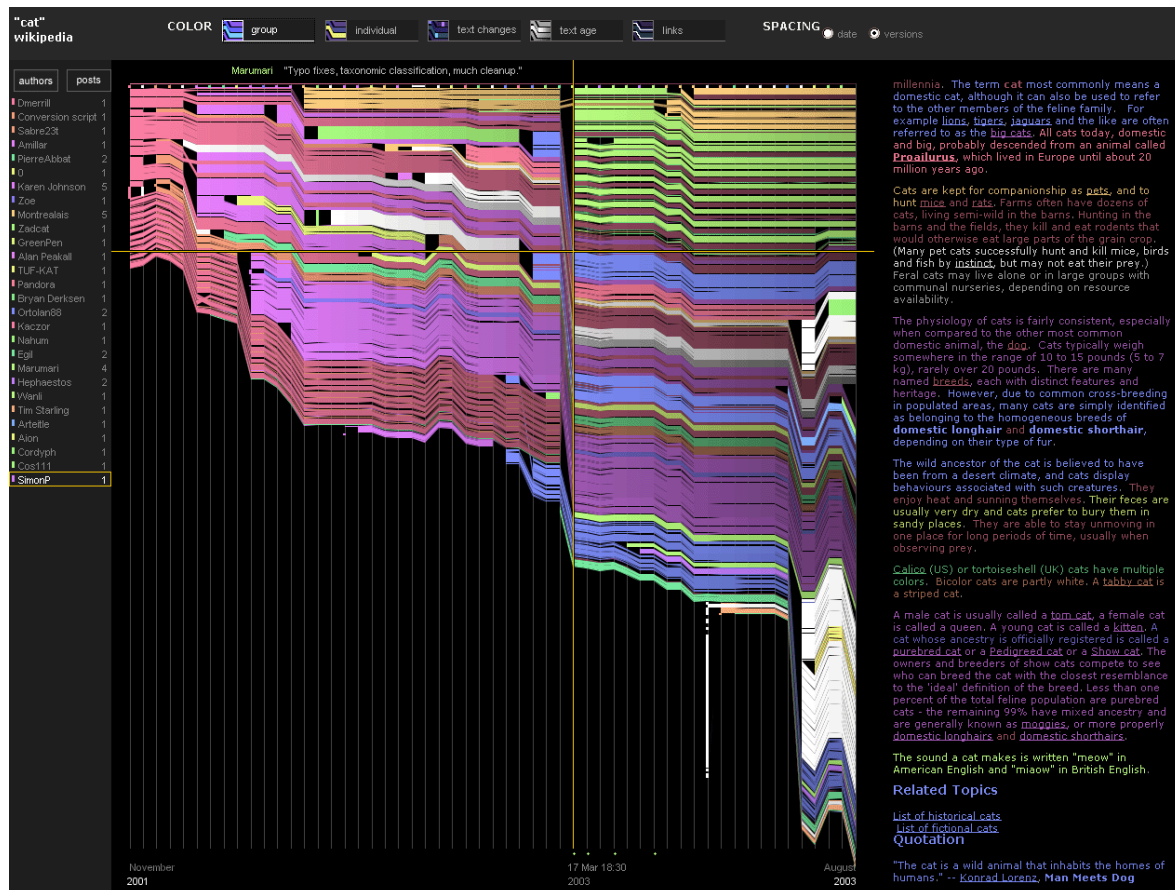 "cat"
wikipedia
COLOR
group
individual
text changes
text age
links
SPACING
date
versions
authors
posts
Marumari "Typo fixes, taxonomic classification, much cleanup."
Dmerrill 1
Conversion script 1
Sabre23t 1
Amillar 1
PierreAbbat 2
0 1
Karen Johnson 5
Zoe 1
Montrealais 5
Zadcat 1
GreenPen 1
Alan Peakall 1
TUF-KAT 1
Pandora 1
Bryan Derksen 1
Ortolan88 2
Kaczor 1
Nahum 1
Egil 2
Marumari 4
Hephaestos 2
Wanli 1
Tim Starling 1
Arteitle 1
Aion 1
Cordyph 1
Cos111 1
SimonP 1
millennia. The term cat most commonly means a
domestic cat, although it can also be used to refer
to the other members of the feline family. For
example lions, tigers, jaguars and the like are often
referred to as the big cats. All cats today, domestic
and big, probably descended from an animal called
Proailurus, which lived in Europe until about 20
million years ago.
Cats are kept for companionship as pets, and to
hunt mice and rats. Farms often have dozens of
cats, living semi-wild in the barns. Hunting in the
barns and the fields, they kill and eat rodents that
would otherwise eat large parts of the grain crop.
(Many pet cats successfully hunt and kill mice, birds
and fish by instinct, but may not eat their prey.)
Feral cats may live alone or in large groups with
communal nurseries, depending on resource
availability.
The physiology of cats is fairly consistent, especially
when compared to the other most common
domestic animal, the dog. Cats typically weigh
somewhere in the range of 10 to 15 pounds (5 to 7
kg), rarely over 20 pounds. There are many
named breeds, each with distinct features and
heritage. However, due to common cross-breeding
in populated areas, many cats are simply identified
as belonging to the homogeneous breeds of
domestic longhair and domestic shorthair,
depending on their type of fur.
The wild ancestor of the cat is believed to have
been from a desert climate, and cats display
behaviours associated with such creatures. They
enjoy heat and sunning themselves. Their feces are
usually very dry and cats prefer to bury them in
sandy places. They are able to stay unmoving in
one place for long periods of time, usually when
observing prey.
Calico (US) or tortoiseshell (UK) cats have multiple
colors. Bicolor cats are partly white. A tabby cat is
a striped cat.
A male cat is usually called a tom cat, a female cat
is called a queen. A young cat is called a kitten. A
cat whose ancestry is officially registered is called a
purebred cat or a Pedigreed cat or a Show cat. The
owners and breeders of show cats compete to see
who can breed the cat with the closest resemblance
to the 'ideal' definition of the breed. Less than one
percent of the total feline population are purebred
cats - the remaining 99% have mixed ancestry and
are generally known as moggies, or more properly
domestic longhairs and domestic shorthairs.
The sound a cat makes is written "meow" in
American English and "miaow" in British English.
Related Topics
List of historical cats
List of fictional cats
Quotation
"The cat is a wild animal that inhabits the homes of
humans." -- Konrad Lorenz, Man Meets Dog
November
2001
17 Mar 18:30
2003
August
2003